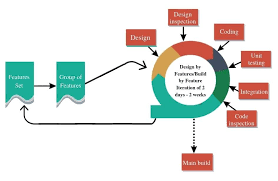 Design
inspection
Design
Coding
Unit
testing
Features
Set
Group of
Features
Design by
Features/Build
by Feature
Iteration of 2
days - 2 weeks
Integration
Code
inspection
Main build